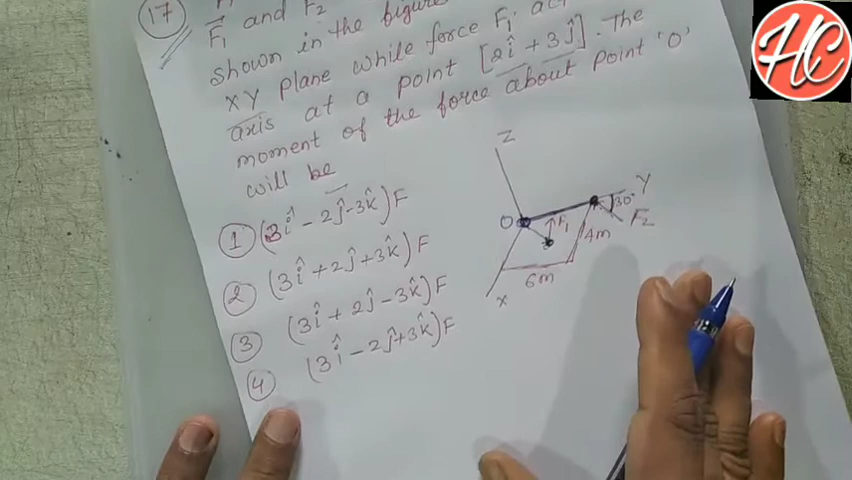 17
F₁ and F₂
shown in the figure
XY plane while force F₁
axis at a point [2î + 3ĵ]. The
moment of the force about point 'O'
will be
① (3î - 2ĵ - 3k̂)F
② (3î + 2ĵ + 3k̂)F
③ (3î + 2ĵ - 3k̂)F
④ (3î - 2ĵ + 3k̂)F
Z
Y
30°
O
F₁
F₂
4m
6m
X
HC